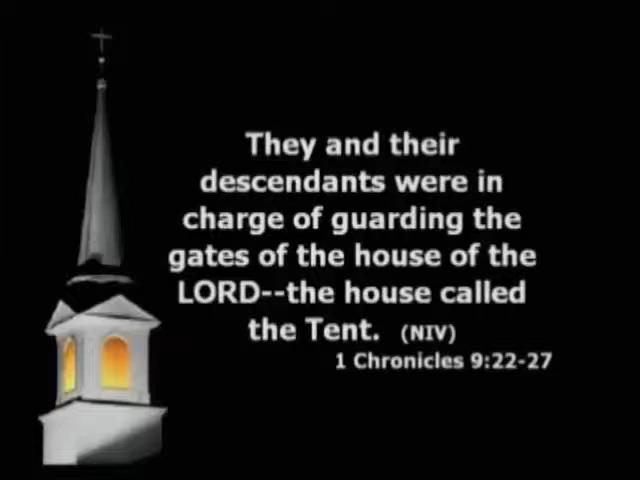 They and their
descendants were in
charge of guarding the
gates of the house of the
LORD--the house called
the Tent. (NIV)
1 Chronicles 9:22-27